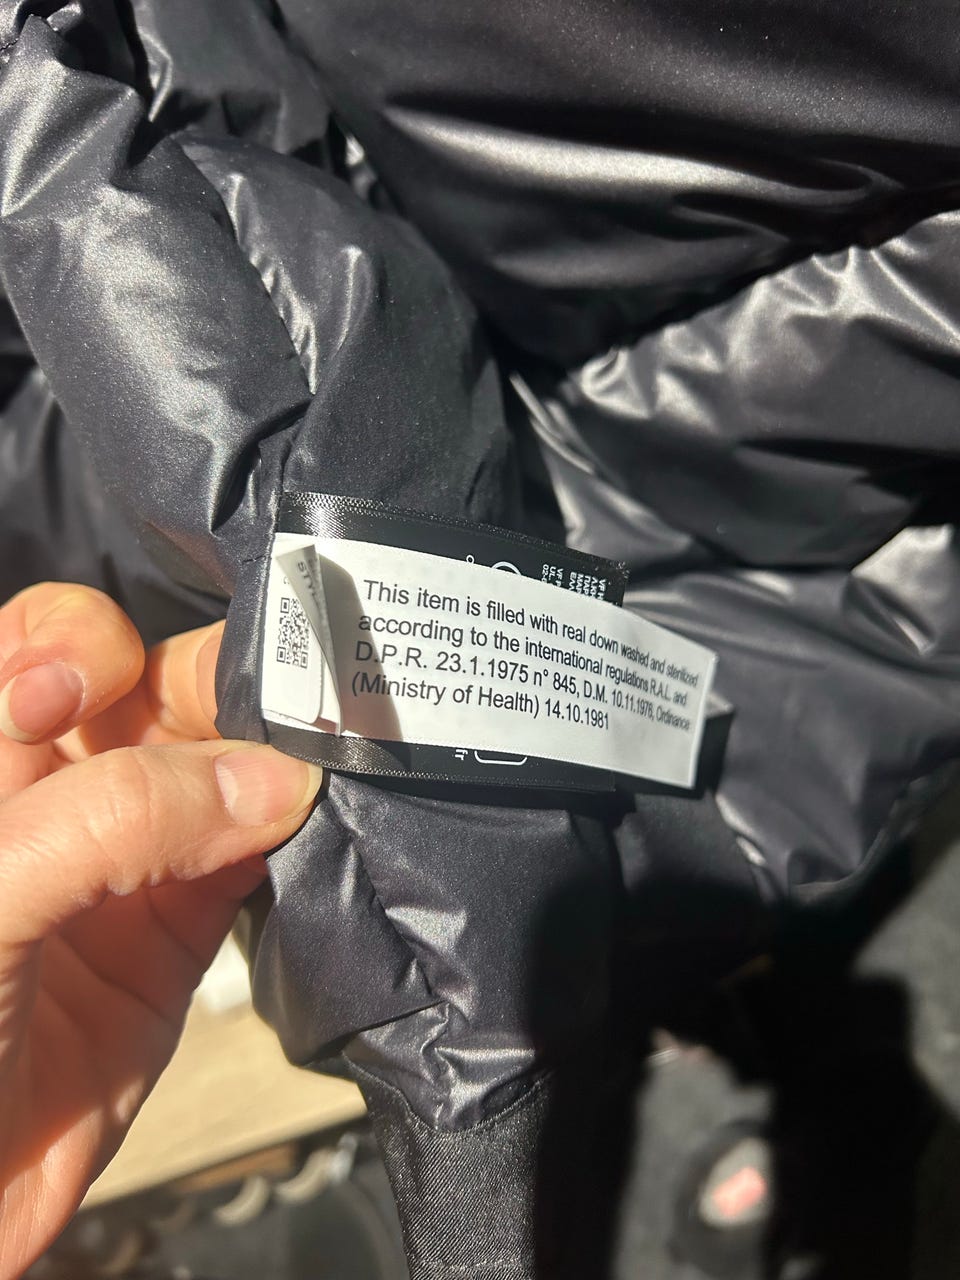 This item is filled with real down washed and sterilized
according to the international regulations R.A.L. and
D.P.R. 23.1.1975 n° 845, D.M. 10.11.1976, Ordinance
(Ministry of Health) 14.10.1981